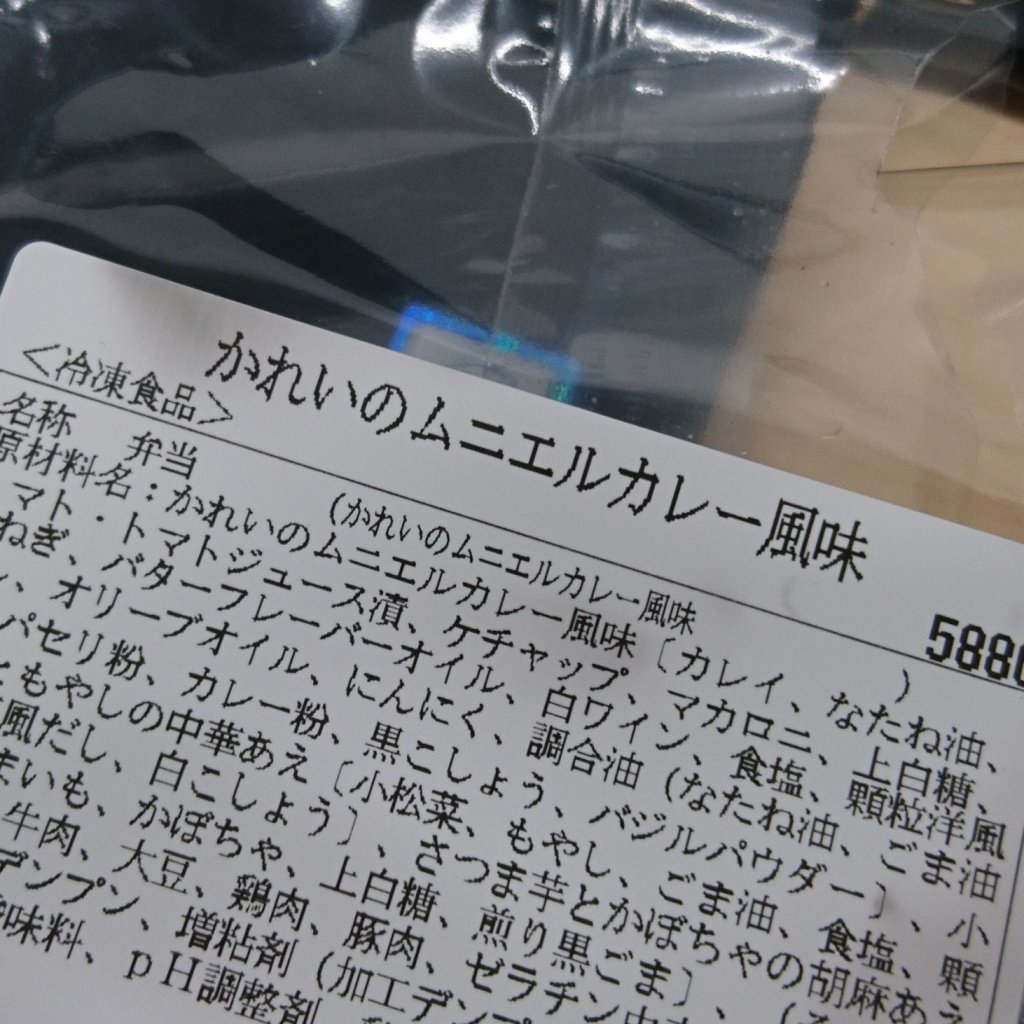 かれいのムニエルカレー風味
<冷凍食品>
5880
名称 弁当
(かれいのムニエルカレー風味 )
原材料名：かれいのムニエルカレー風味〔カレイ、なたね油、
マト・トマトジュース漬、ケチャップ、マカロニ、上白糖、
ねぎ、バターフレーバーオイル、白ワイン、食塩、顆粒洋風
、オリーブオイル、にんにく、調合油（なたね油、ごま油
パセリ粉、カレー粉、黒こしょう、バジルパウダー〕、小
ともやしの中華あえ〔小松菜、もやし、ごま油、食塩、顆
風だし、白こしょう〕、さつま芋とかぼちゃの胡麻あえ
まいも、かぼちゃ、上白糖、煎り黒ごま〕、（
牛肉、大豆、鶏肉、豚肉、ゼラチン
デンプン、増粘剤（加工デンプ
味料、pH調整剤